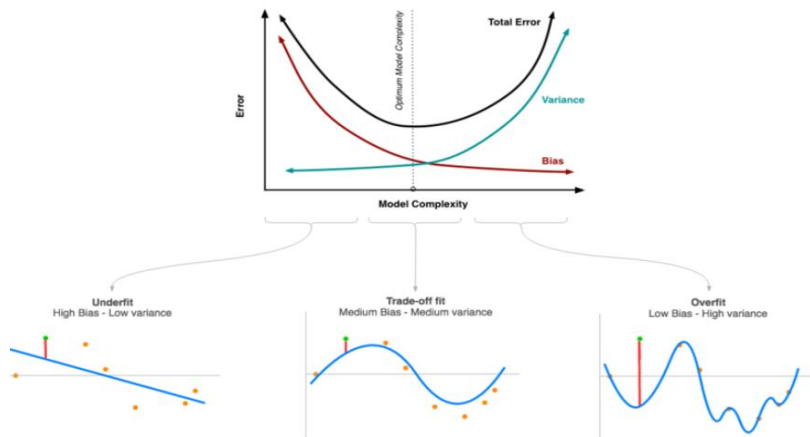 Total Error
Optimum Model Complexity
Error
Variance
Bias
Model Complexity
Underfit
High Bias - Low variance
Trade-off fit
Medium Bias - Medium variance
Overfit
Low Bias - High variance